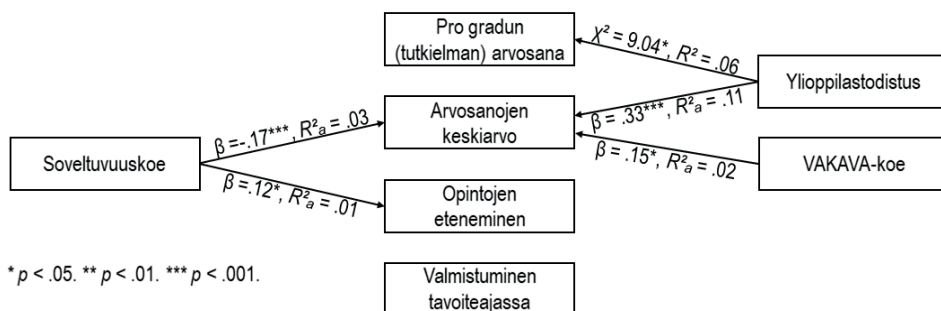 Pro gradun
(tutkielman) arvosana
χ² = 9.04*, R² = .06
Ylioppilastodistus
Arvosanojen
keskiarvo
β = .33***, R²ₐ = .11
β =-.17***, R²ₐ = .03
Soveltuvuuskoe
β = .15*, R²ₐ = .02
VAKAVA-koe
β =.12*, R²ₐ = .01
Opintojen
eteneminen
* p < .05. ** p < .01. *** p < .001.
Valmistuminen
tavoiteajassa